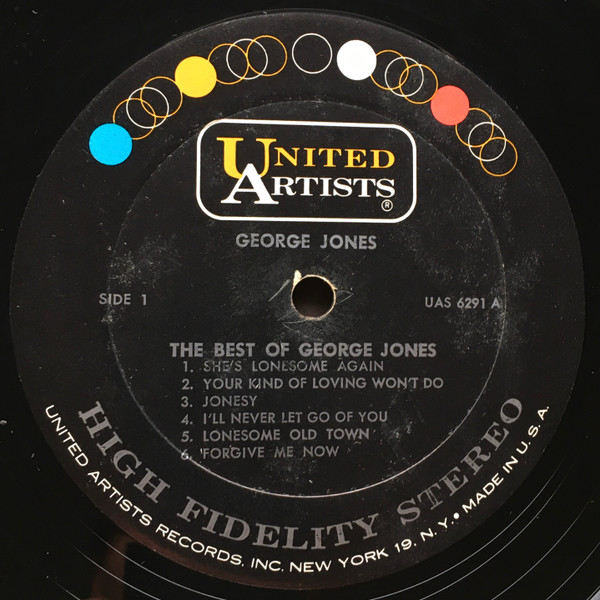 UNITED
ARTISTS ®
GEORGE JONES
SIDE 1
UAS 6291 A
THE BEST OF GEORGE JONES
1. SHE'S LONESOME AGAIN
2. YOUR KIND OF LOVING WON'T DO
3. JONESY
4. I'LL NEVER LET GO OF YOU
5. LONESOME OLD TOWN
6. FORGIVE ME NOW
HIGH FIDELITY STEREO
UNITED ARTISTS RECORDS, INC. NEW YORK 19, N.Y. • MADE IN U.S.A.